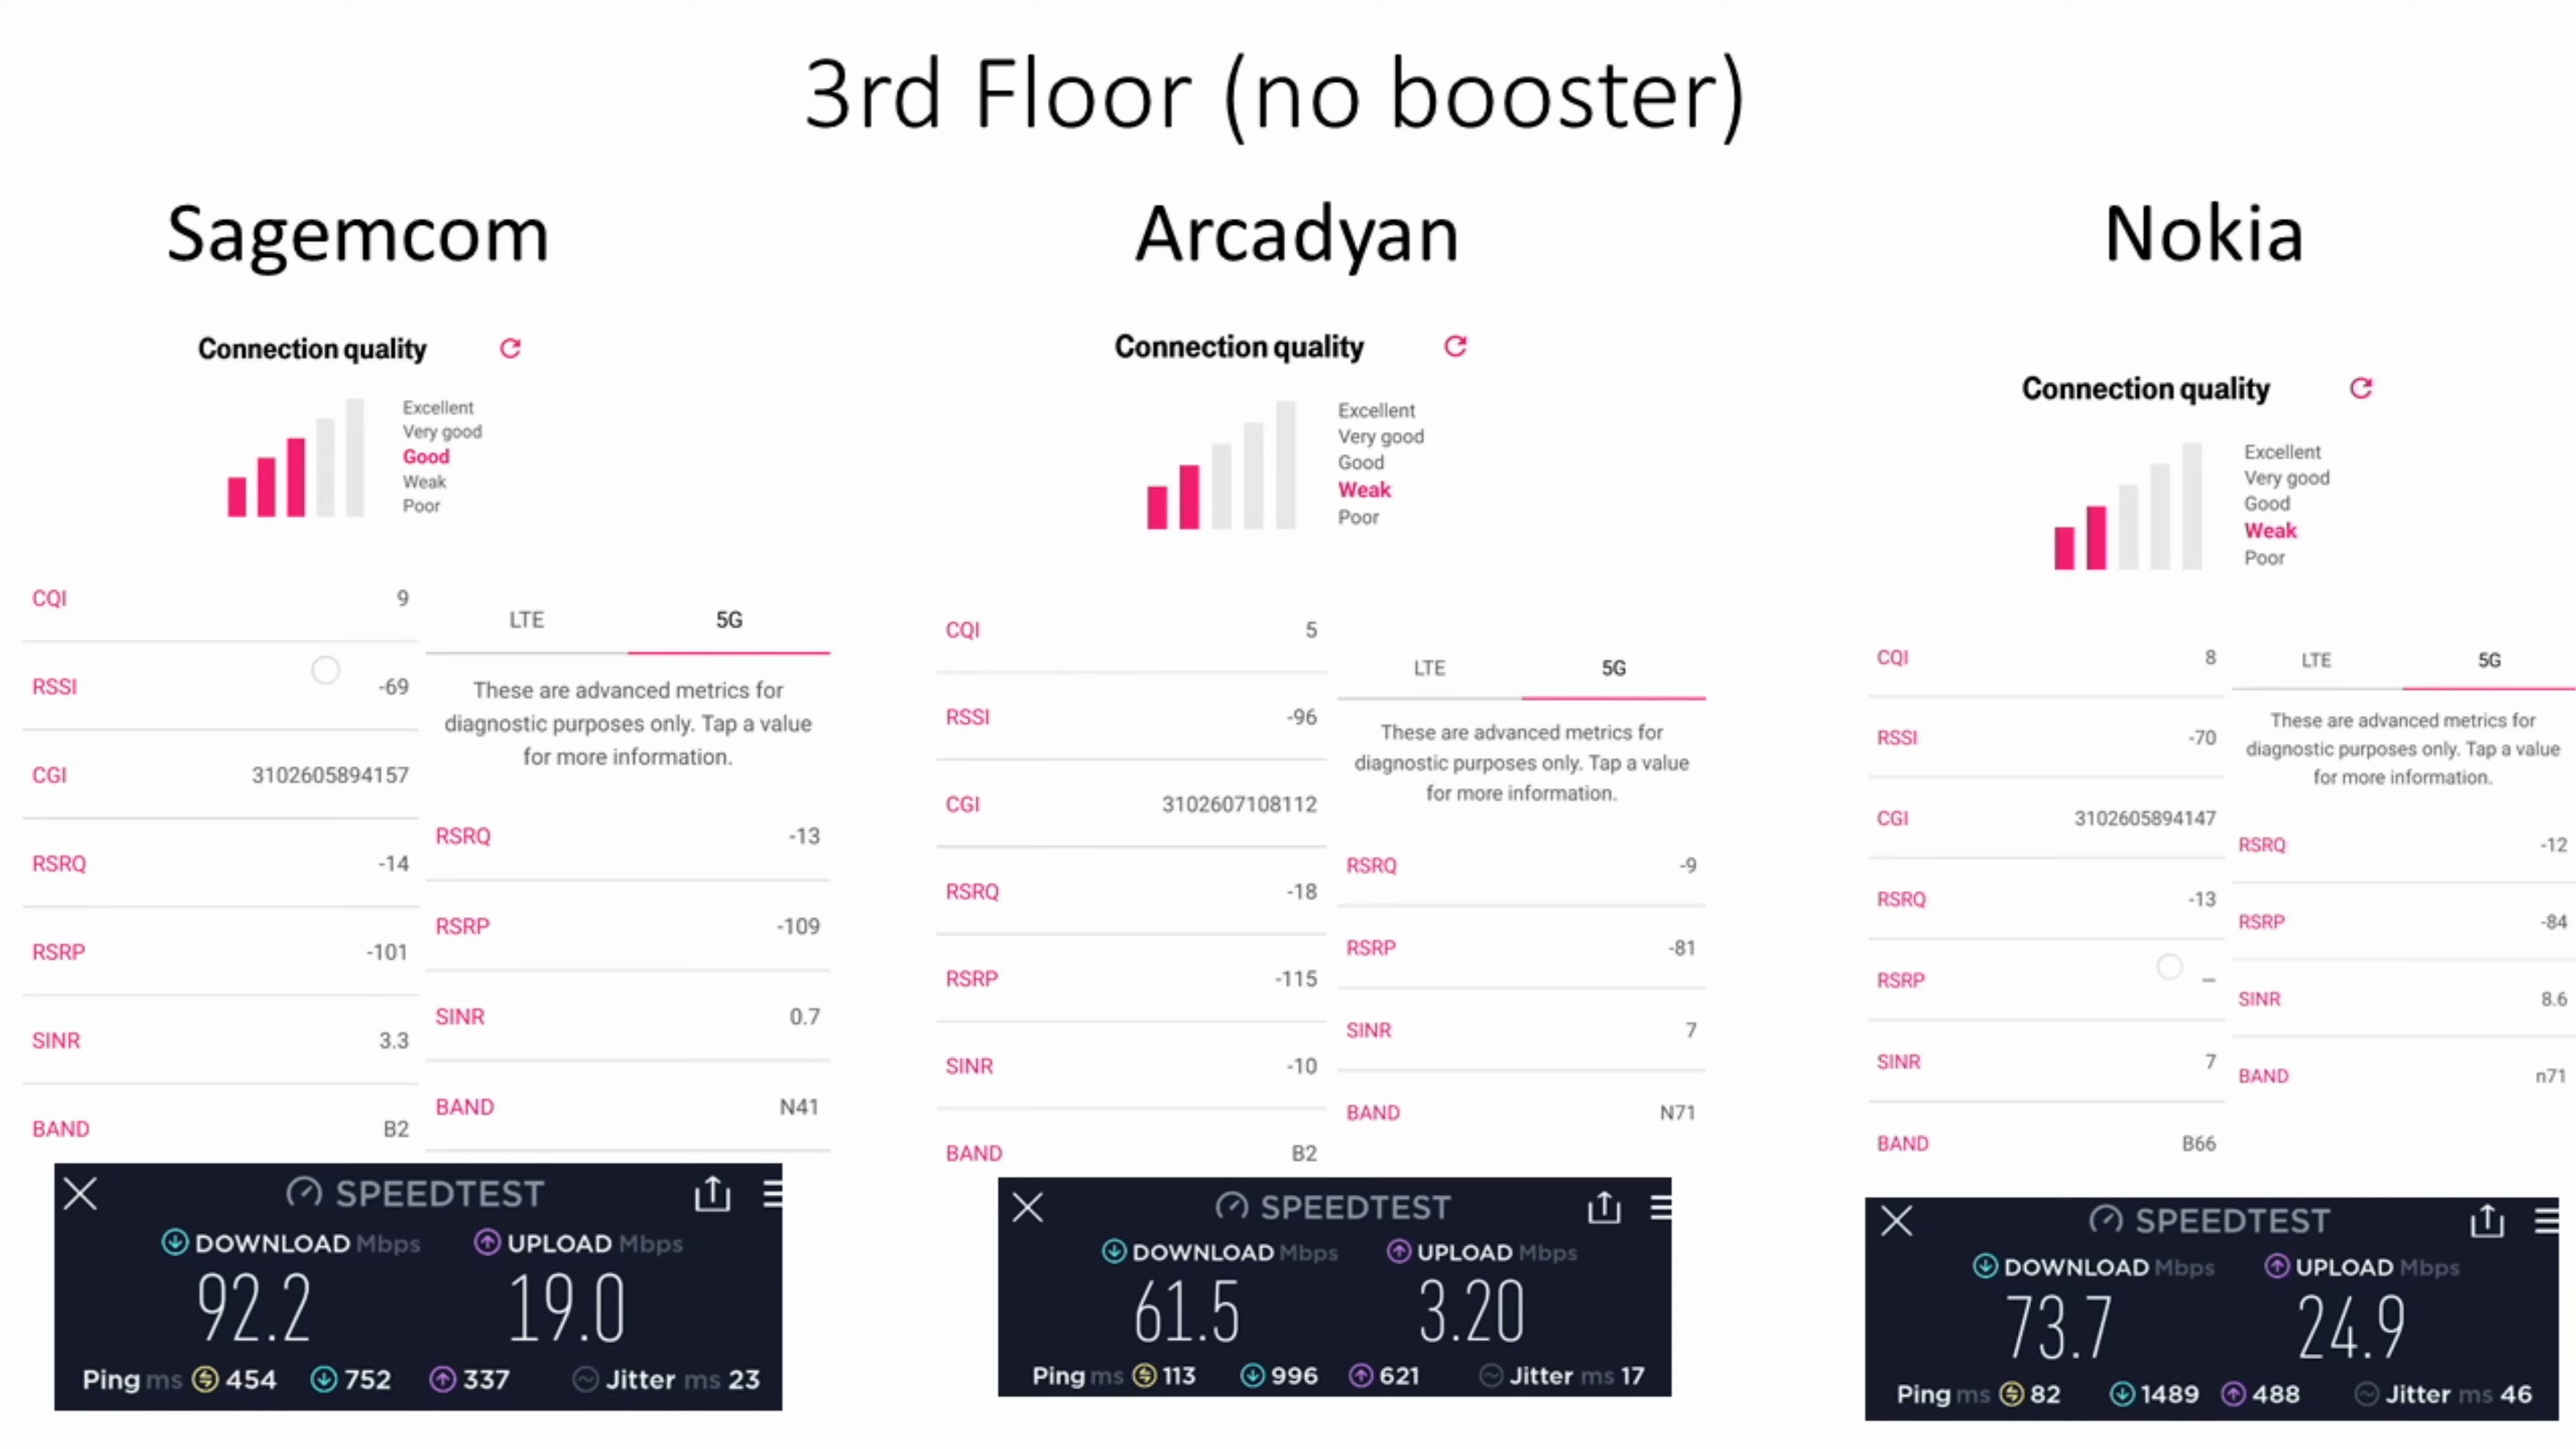 3rd Floor (no booster)
Sagemcom
Connection quality
Excellent
Very good
Good
Weak
Poor
CQI 9
RSSI -69
CGI 3102605894157
RSRQ -14
RSRP -101
SINR 3.3
BAND B2
LTE 5G
These are advanced metrics for
diagnostic purposes only. Tap a value
for more information.
RSRQ -13
RSRP -109
SINR 0.7
BAND N41
SPEEDTEST
DOWNLOAD Mbps UPLOAD Mbps
92.2 19.0
Ping ms 454 752 337 Jitter ms 23
Arcadyan
Connection quality
Excellent
Very good
Good
Weak
Poor
CQI 5
RSSI -96
CGI 3102607108112
RSRQ -18
RSRP -115
SINR -10
BAND B2
LTE 5G
These are advanced metrics for
diagnostic purposes only. Tap a value
for more information.
RSRQ -9
RSRP -81
SINR 7
BAND N71
SPEEDTEST
DOWNLOAD Mbps UPLOAD Mbps
61.5 3.20
Ping ms 113 996 621 Jitter ms 17
Nokia
Connection quality
Excellent
Very good
Good
Weak
Poor
CQI 8
RSSI -70
CGI 3102605894147
RSRQ -13
RSRP —
SINR 7
BAND B66
LTE 5G
These are advanced metrics for
diagnostic purposes only. Tap a value
for more information.
RSRQ -12
RSRP -84
SINR 8.6
BAND n71
SPEEDTEST
DOWNLOAD Mbps UPLOAD Mbps
73.7 24.9
Ping ms 82 1489 488 Jitter ms 46